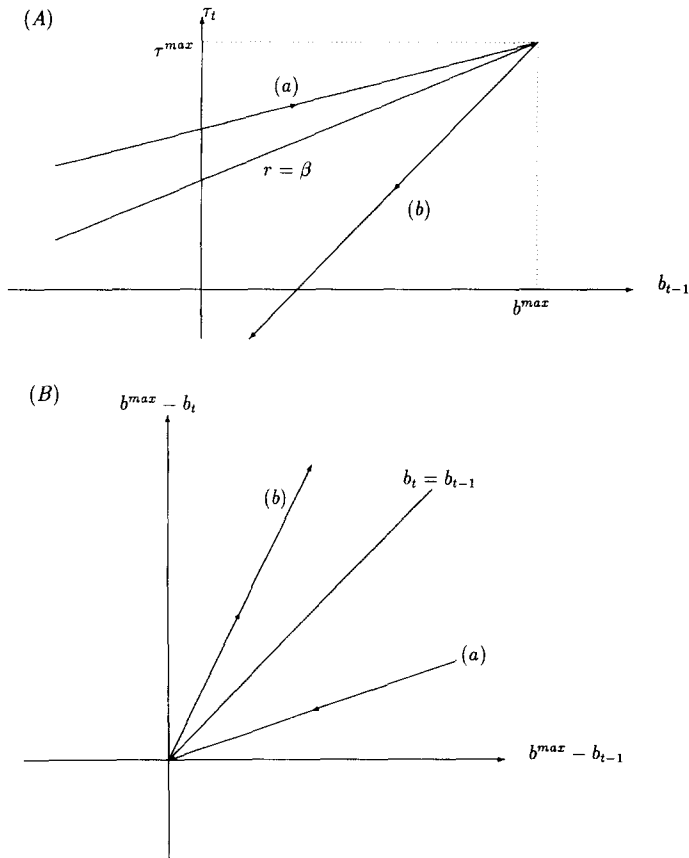 (A)
τₜ
τᵐᵃˣ
(a)
r = β
(b)
bₜ₋₁
bᵐᵃˣ
(B)
bᵐᵃˣ − bₜ
(b)
bₜ = bₜ₋₁
(a)
bᵐᵃˣ − bₜ₋₁